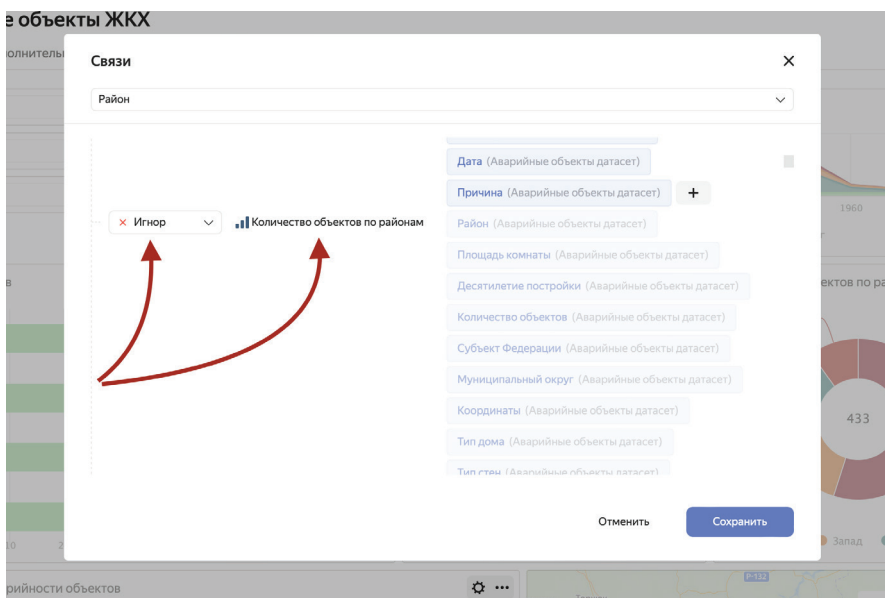 е объекты ЖКХ
Связи
Район
Дата (Аварийные объекты датасет)
Причина (Аварийные объекты датасет) +
× Игнор
Количество объектов по районам
Район (Аварийные объекты датасет)
Площадь комнаты (Аварийные объекты датасет)
Десятилетие постройки (Аварийные объекты датасет)
Количество объектов (Аварийные объекты датасет)
Субъект Федерации (Аварийные объекты датасет)
Муниципальный округ (Аварийные объекты датасет)
Координаты (Аварийные объекты датасет)
Тип дома (Аварийные объекты датасет)
Тип стен (Аварийные объекты датасет)
Отменить
Сохранить
ополнитель
1960
г
в
ектов по ра
433
10
2
Запад
арийности объектов
Р-132